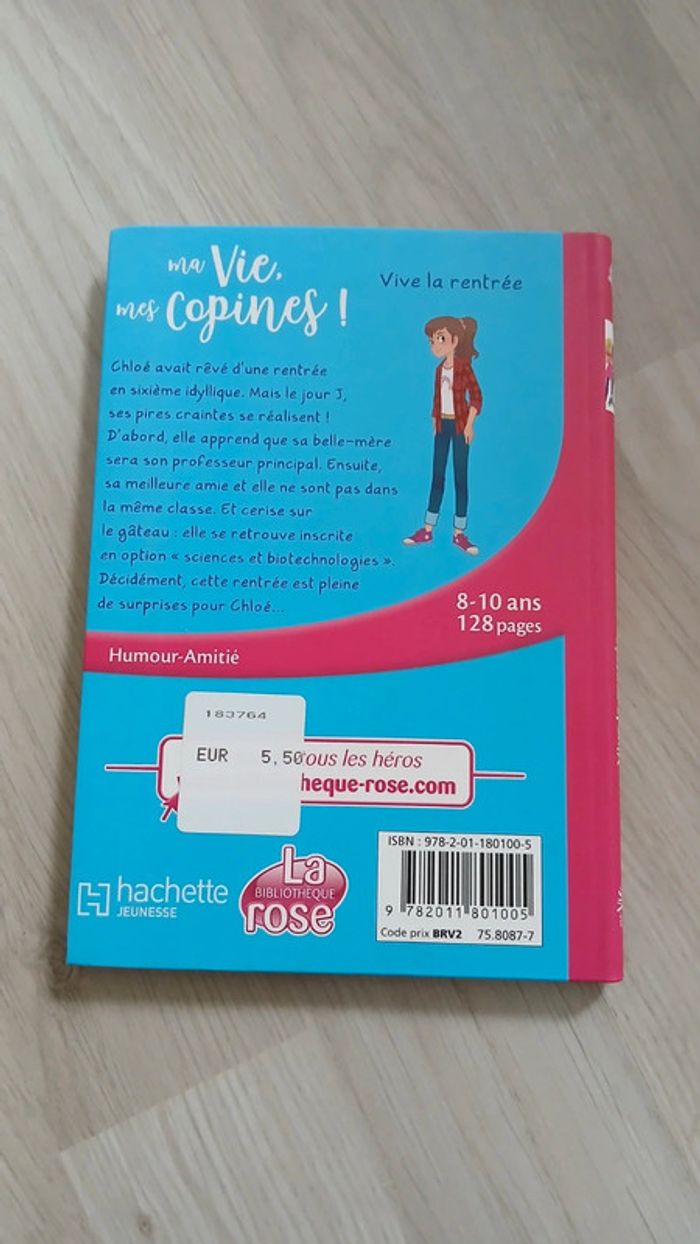 ma Vie,
mes Copines !
Vive la rentrée
Chloé avait rêvé d'une rentrée
en sixième idyllique. Mais le jour J,
ses pires craintes se réalisent !
D'abord, elle apprend que sa belle-mère
sera son professeur principal. Ensuite,
sa meilleure amie et elle ne sont pas dans
la même classe. Et cerise sur
le gâteau : elle se retrouve inscrite
en option « sciences et biotechnologies ».
Décidément, cette rentrée est pleine
de surprises pour Chloé...
8-10 ans
128 pages
Humour-Amitié
183764
EUR 5,50
tous les héros
heque-rose.com
hachette
JEUNESSE
La
BIBLIOTHEQUE
rose
ISBN : 978-2-01-180100-5
9 782011 801005
Code prix BRV2 75.8087-7